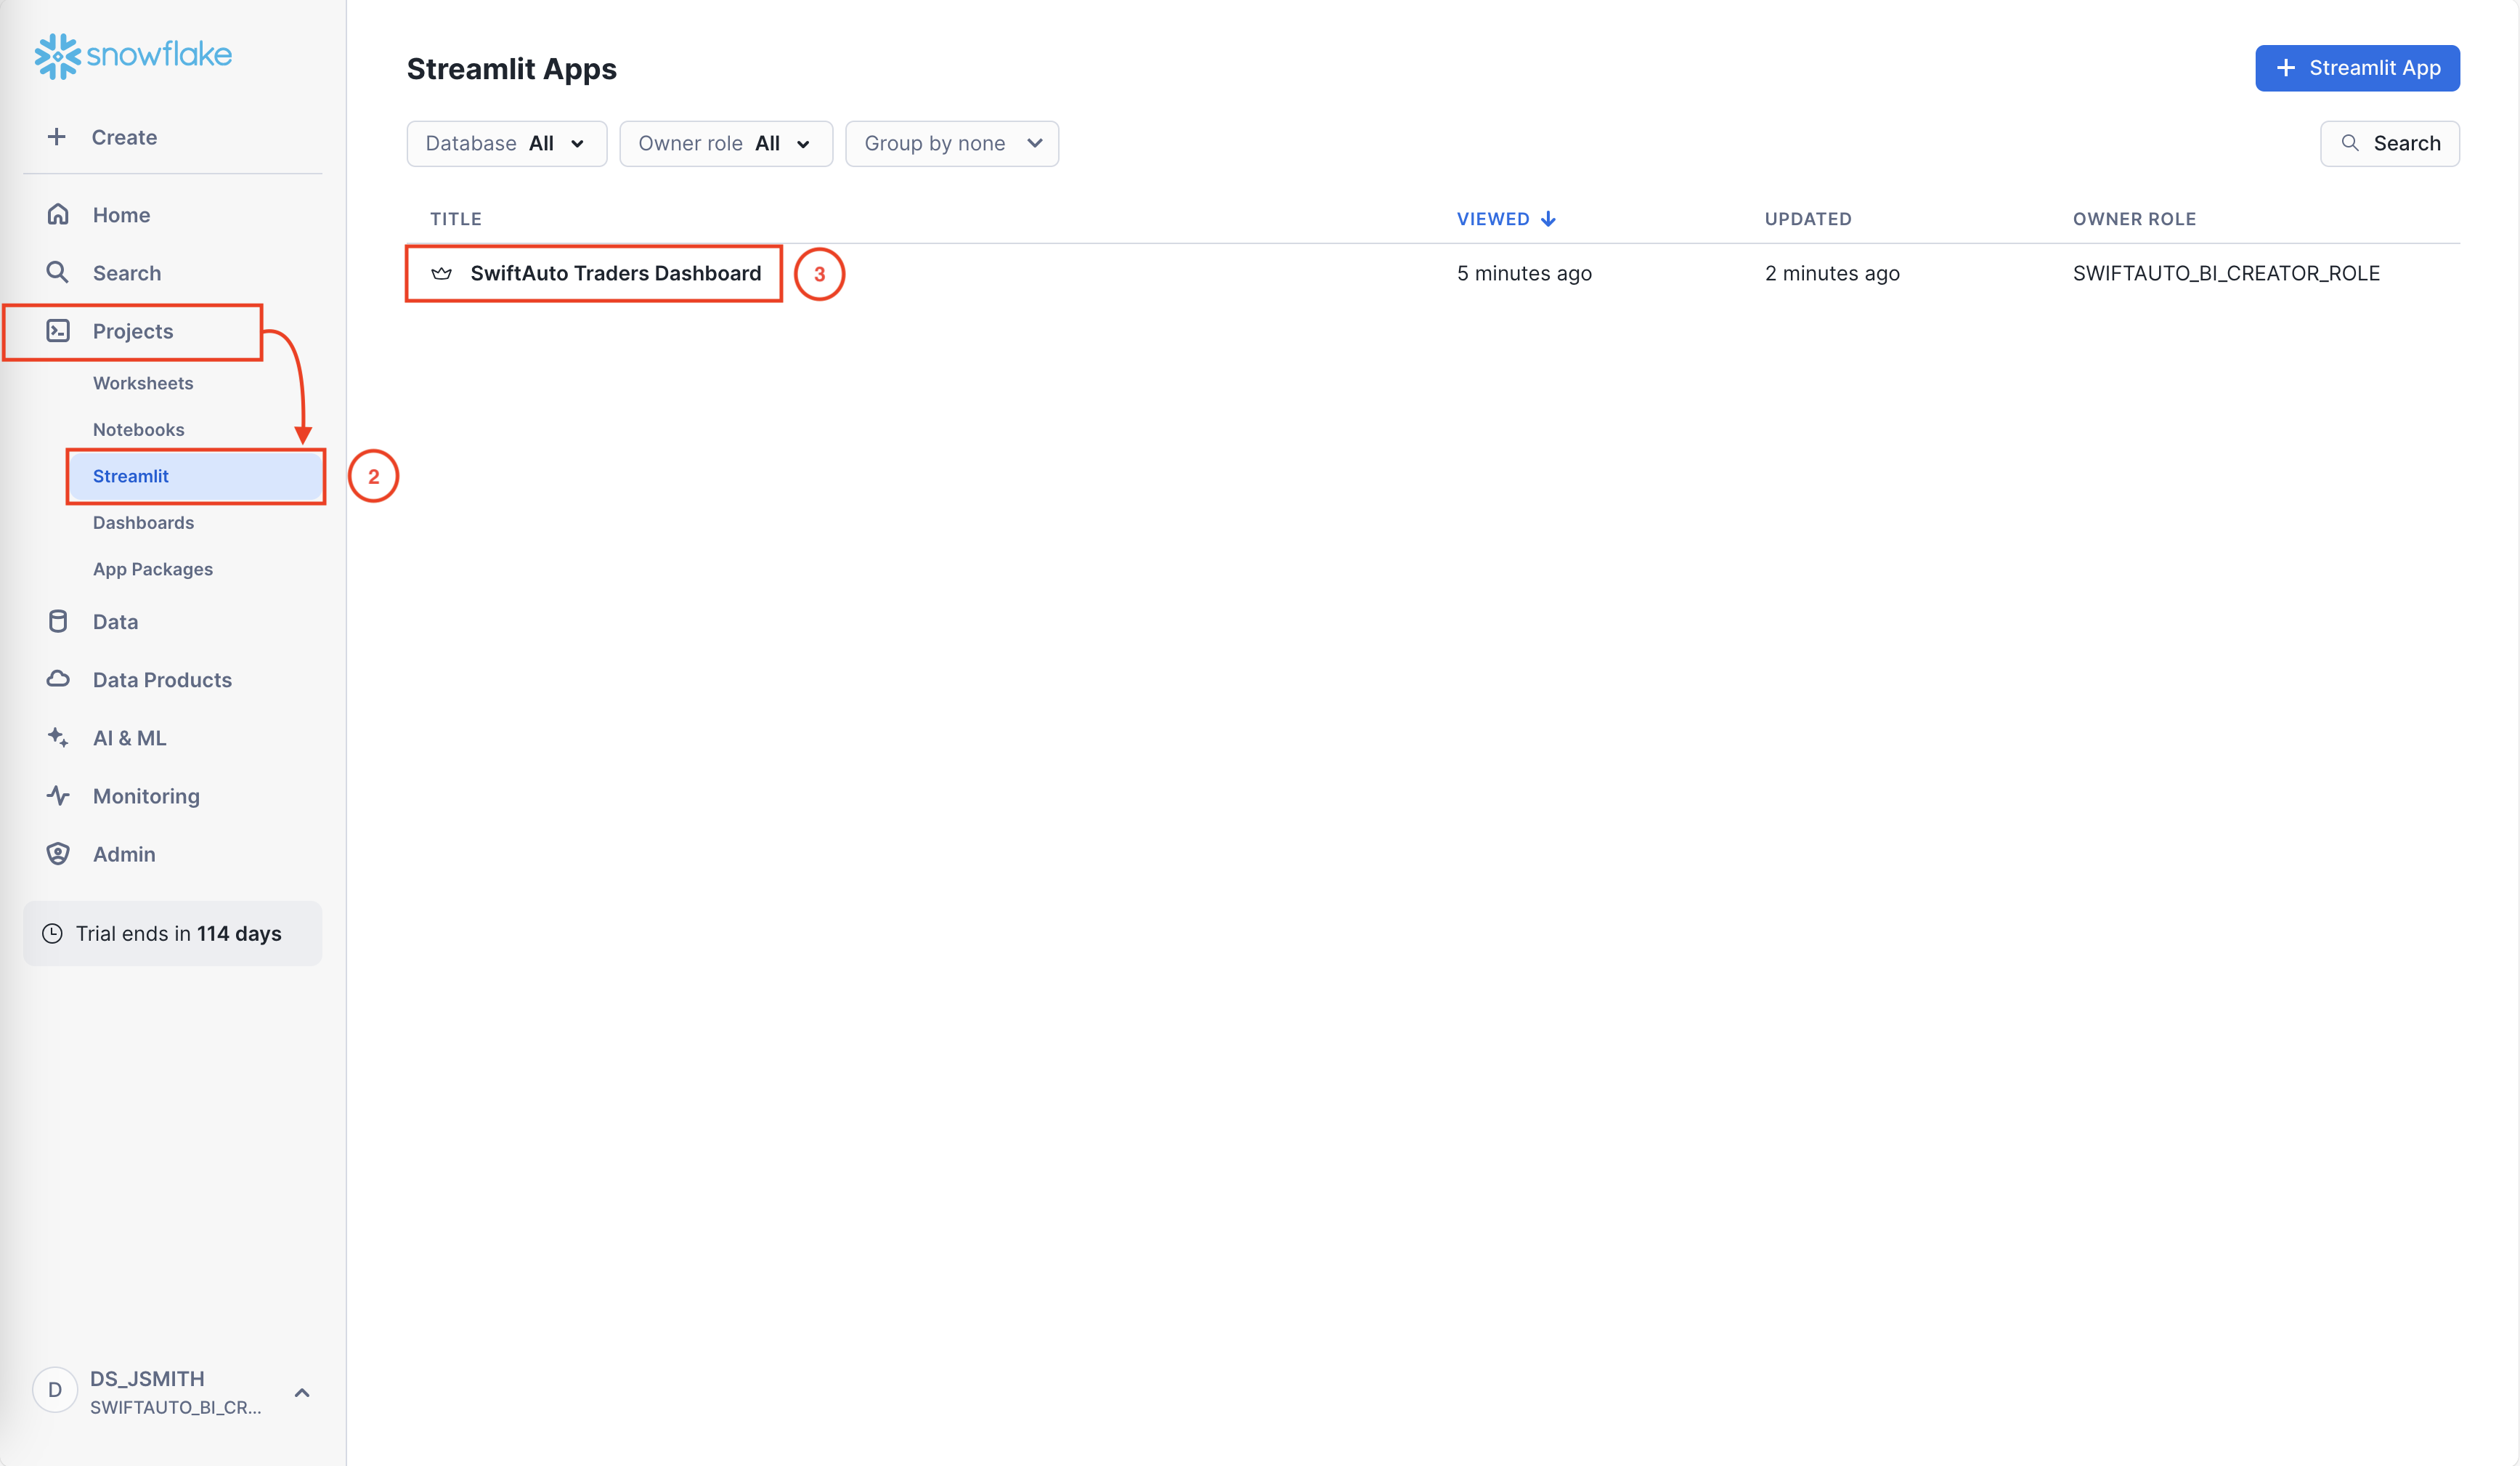 snowflake
Create
Home
Search
Projects
Worksheets
Notebooks
Streamlit
2
Dashboards
App Packages
Data
Data Products
AI & ML
Monitoring
Admin
Trial ends in 114 days
D
DS_JSMITH
SWIFTAUTO_BI_CR...
Streamlit Apps
+ Streamlit App
Database All
Owner role All
Group by none
Search
TITLE VIEWED UPDATED OWNER ROLE
SwiftAuto Traders Dashboard 3 5 minutes ago 2 minutes ago SWIFTAUTO_BI_CREATOR_ROLE